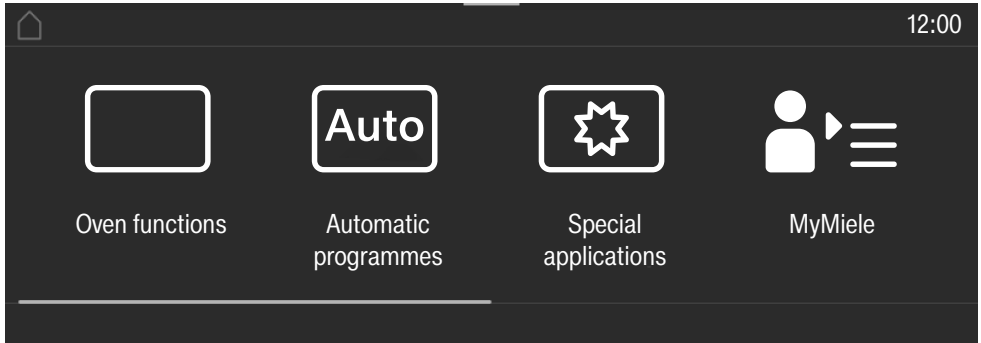 12:00
Auto
Oven functions
Automatic
programmes
Special
applications
MyMiele